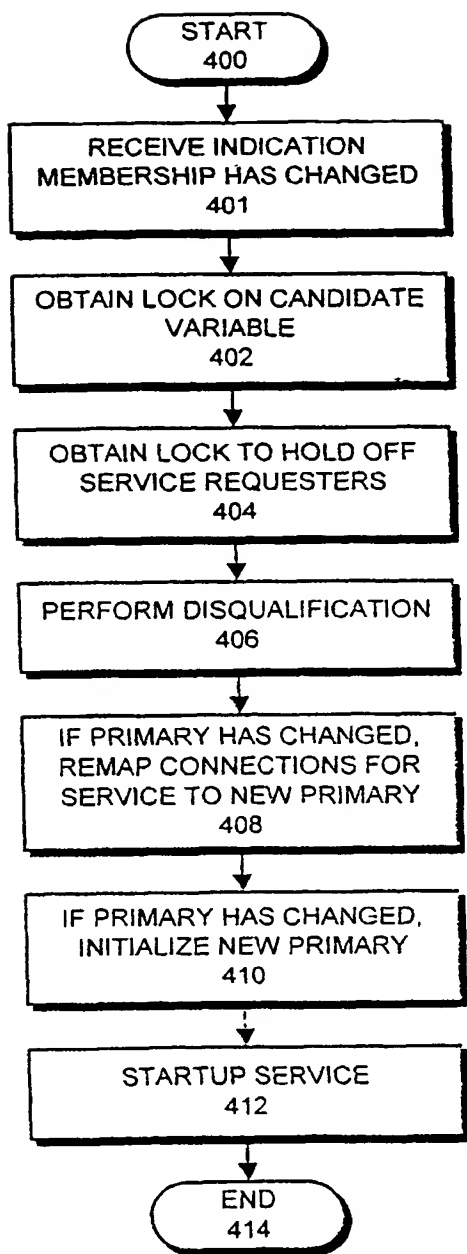 START
400
RECEIVE INDICATION
MEMBERSHIP HAS CHANGED
401
OBTAIN LOCK ON CANDIDATE
VARIABLE
402
OBTAIN LOCK TO HOLD OFF
SERVICE REQUESTERS
404
PERFORM DISQUALIFICATION
406
IF PRIMARY HAS CHANGED,
REMAP CONNECTIONS FOR
SERVICE TO NEW PRIMARY
408
IF PRIMARY HAS CHANGED,
INITIALIZE NEW PRIMARY
410
STARTUP SERVICE
412
END
414